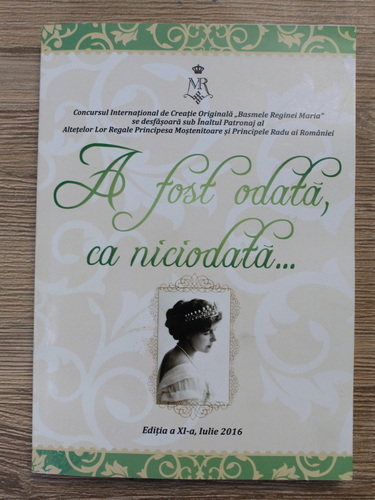 MR
Concursul Internațional de Creație Originală „Basmele Reginei Maria"
se desfășoară sub Înaltul Patronaj al
Altețelor Lor Regale Principesa Moștenitoare și Principele Radu ai României
A fost odată,
ca niciodată...
Ediția a XI-a, Iulie 2016